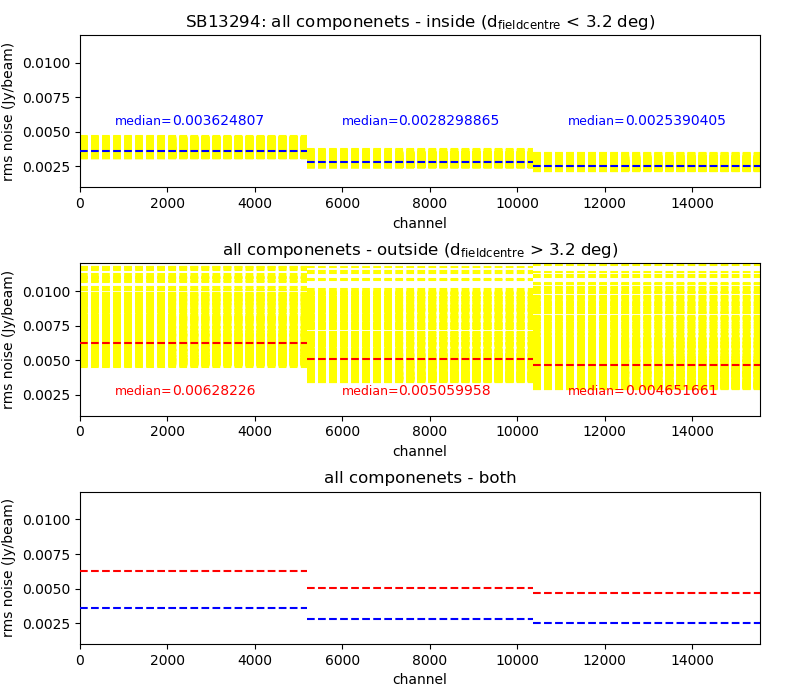 SB13294: all componenets - inside (dfieldcentre < 3.2 deg)
rms noise (Jy/beam)
0.0100
0.0075
0.0050
0.0025
median=0.003624807
median=0.0028298865
median=0.0025390405
0 2000 4000 6000 8000 10000 12000 14000
channel
all componenets - outside (dfieldcentre > 3.2 deg)
rms noise (Jy/beam)
0.0100
0.0075
0.0050
0.0025
median=0.00628226
median=0.005059958
median=0.004651661
0 2000 4000 6000 8000 10000 12000 14000
channel
all componenets - both
rms noise (Jy/beam)
0.0100
0.0075
0.0050
0.0025
0 2000 4000 6000 8000 10000 12000 14000
channel